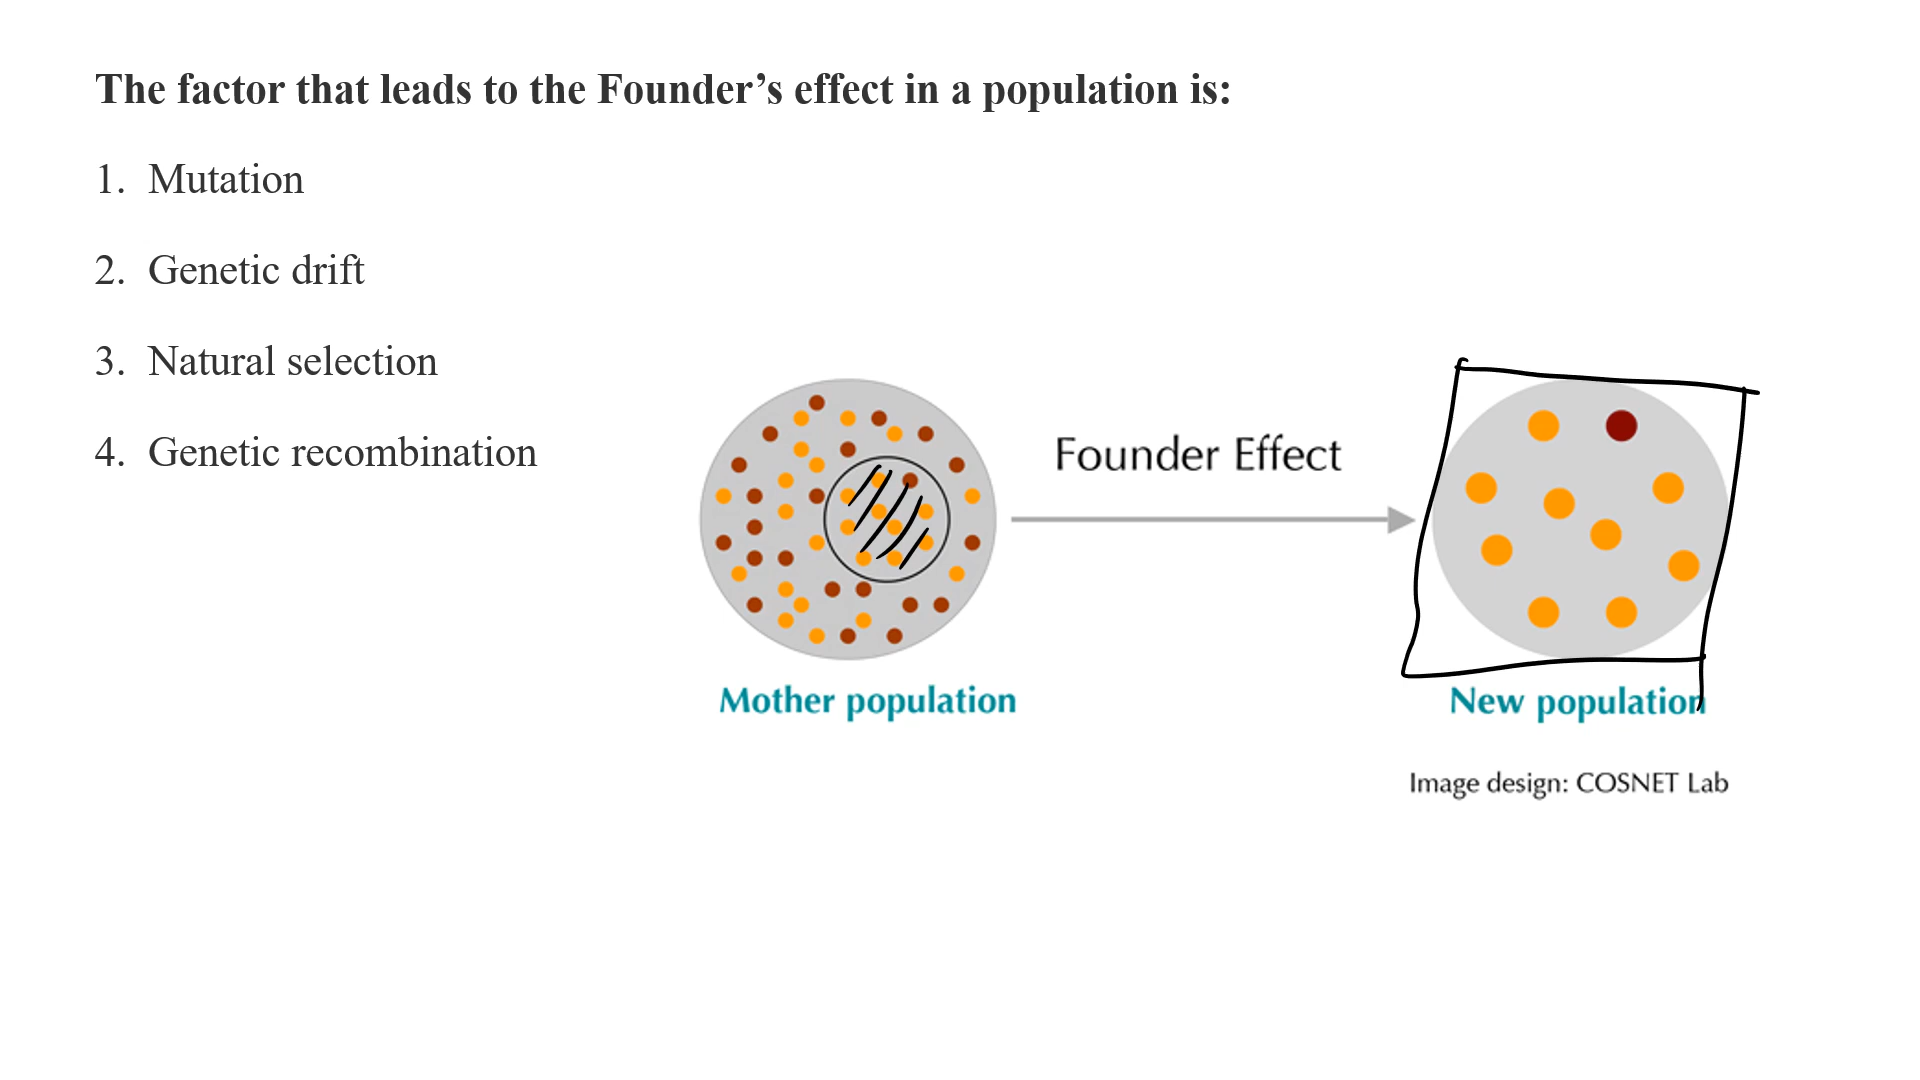 The factor that leads to the Founder’s effect in a population is:
1. Mutation
2. Genetic drift
3. Natural selection
4. Genetic recombination
Founder Effect
Mother population
New population
Image design: COSNET Lab